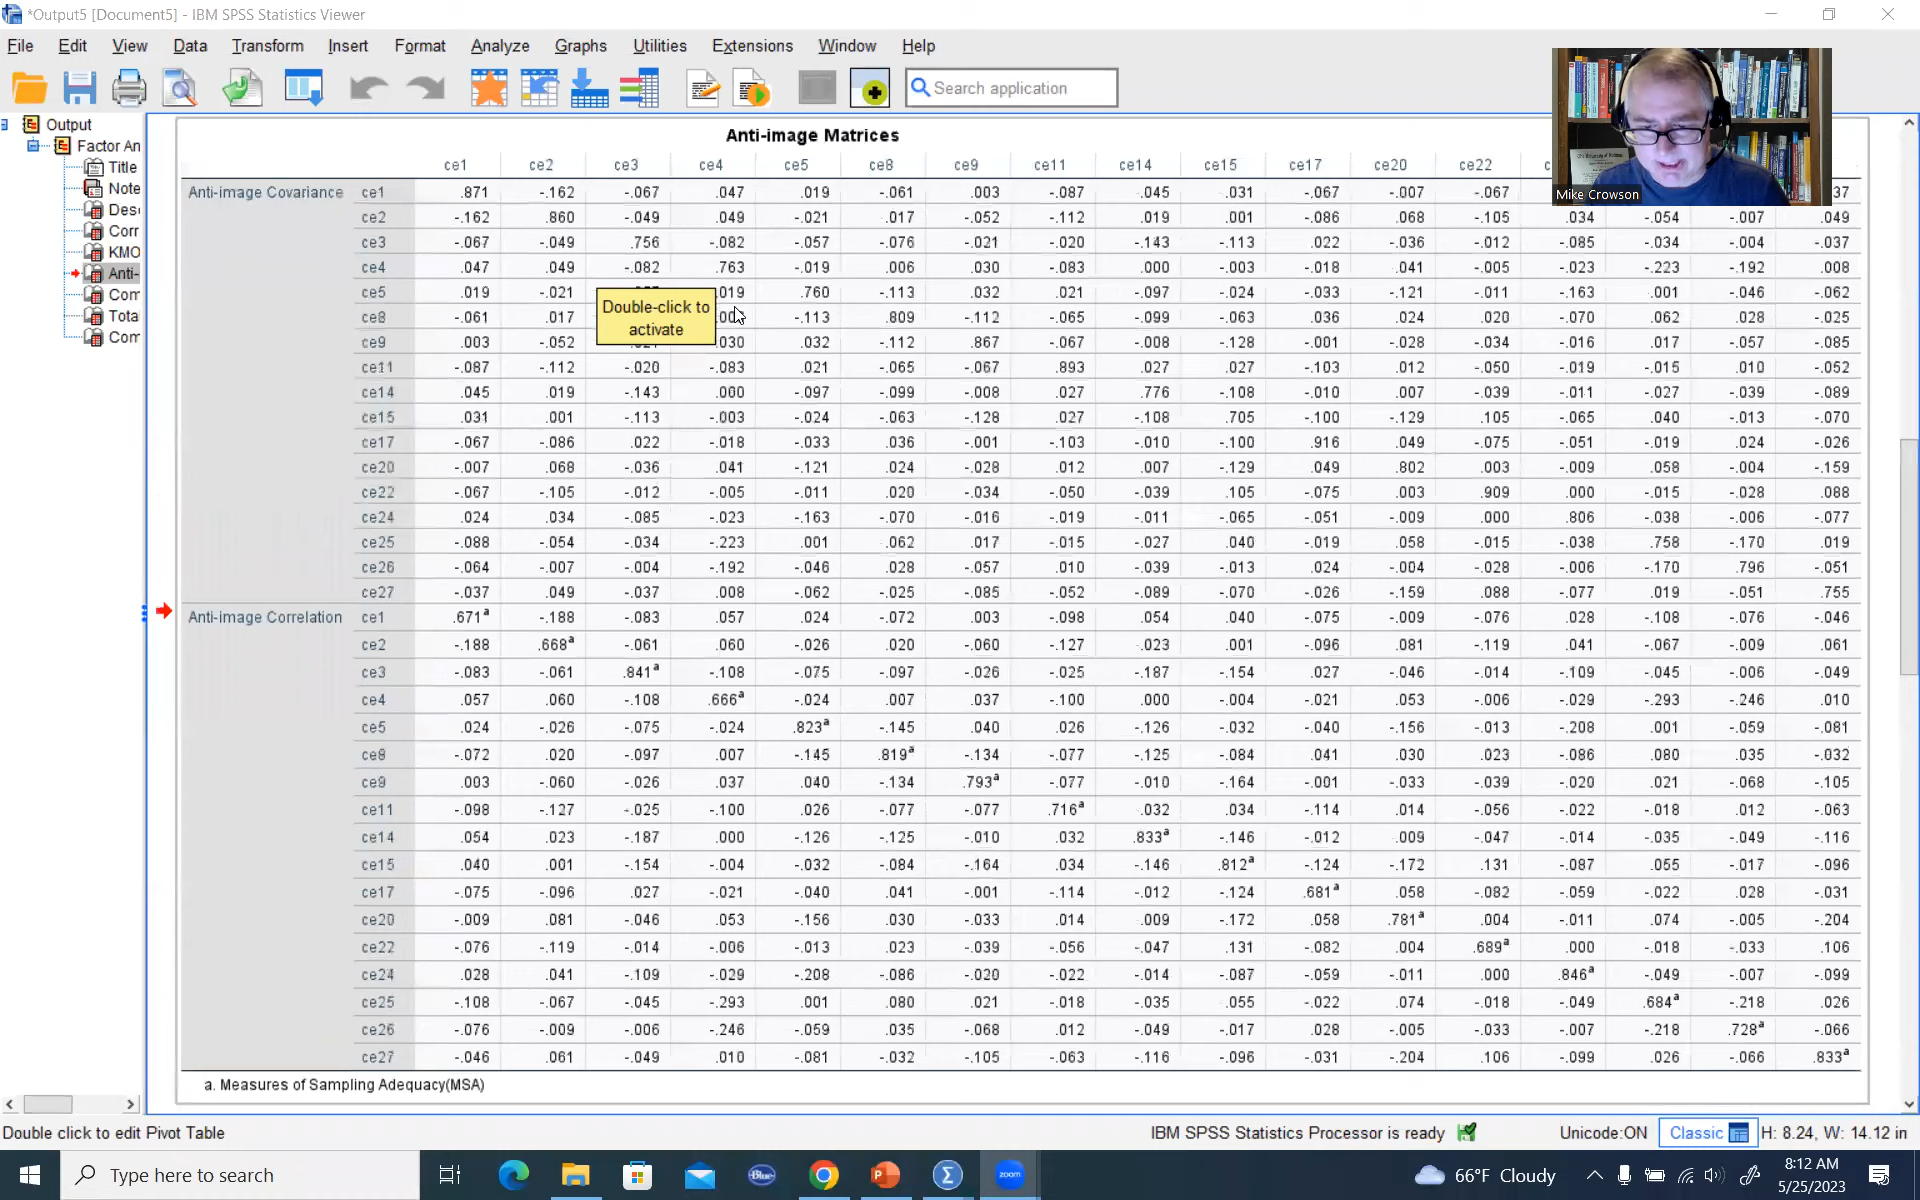 *Output5 [Document5] - IBM SPSS Statistics Viewer
File Edit View Data Transform Insert Format Analyze Graphs Utilities Extensions Window Help
Search application
Mike Crowson
Output
Factor An
Title
Note
Des
Corr
KMO
Anti-
Com
Tota
Com
Anti-image Matrices
ce1 ce2 ce3 ce4 ce5 ce8 ce9 ce11 ce14 ce15 ce17 ce20 ce22
Anti-image Covariance ce1 .871 -.162 -.067 .047 .019 -.061 .003 -.087 .045 .031 -.067 -.007 -.067 37
ce2 -.162 .860 -.049 .049 -.021 .017 -.052 -.112 .019 .001 -.086 .068 -.105 .034 -.054 -.007 .049
ce3 -.067 -.049 .756 -.082 -.057 -.076 -.021 -.020 -.143 -.113 .022 -.036 -.012 -.085 -.034 -.004 -.037
ce4 .047 .049 -.082 .763 -.019 .006 .030 -.083 .000 -.003 -.018 .041 -.005 -.023 -.223 -.192 .008
ce5 .019 -.021 .019 .760 -.113 .032 .021 -.097 -.024 -.033 -.121 -.011 -.163 .001 -.046 -.062
ce8 -.061 .017 -.113 .809 -.112 -.065 -.099 -.063 .036 .024 .020 -.070 .062 .028 -.025
ce9 .003 -.052 .030 .032 -.112 .867 -.067 -.008 -.128 -.001 -.028 -.034 -.016 .017 -.057 -.085
Double-click to
activate
ce11 -.087 -.112 -.020 -.083 .021 -.065 -.067 .893 .027 .027 -.103 .012 -.050 -.019 -.015 .010 -.052
ce14 .045 .019 -.143 .000 -.097 -.099 -.008 .027 .776 -.108 -.010 .007 -.039 -.011 -.027 -.039 -.089
ce15 .031 .001 -.113 -.003 -.024 -.063 -.128 .027 -.108 .705 -.100 -.129 .105 -.065 .040 -.013 -.070
ce17 -.067 -.086 .022 -.018 -.033 .036 -.001 -.103 -.010 -.100 .916 .049 -.075 -.051 -.019 .024 -.026
ce20 -.007 .068 -.036 .041 -.121 .024 -.028 .012 .007 -.129 .049 .802 .003 -.009 .058 -.004 -.159
ce22 -.067 -.105 -.012 -.005 -.011 .020 -.034 -.050 -.039 .105 -.075 .003 .909 .000 -.015 -.028 .088
ce24 .024 .034 -.085 -.023 -.163 -.070 -.016 -.019 -.011 -.065 -.051 -.009 .000 .806 -.038 -.006 -.077
ce25 -.088 -.054 -.034 -.223 .001 .062 .017 -.015 -.027 .040 -.019 .058 -.015 -.038 .758 -.170 .019
ce26 -.064 -.007 -.004 -.192 -.046 .028 -.057 .010 -.039 -.013 .024 -.004 -.028 -.006 -.170 .796 -.051
ce27 -.037 .049 -.037 .008 -.062 -.025 -.085 -.052 -.089 -.070 -.026 -.159 .088 -.077 .019 -.051 .755
Anti-image Correlation ce1 .671a -.188 -.083 .057 .024 -.072 .003 -.098 .054 .040 -.075 -.009 -.076 .028 -.108 -.076 -.046
ce2 -.188 .668a -.061 .060 -.026 .020 -.060 -.127 .023 .001 -.096 .081 -.119 .041 -.067 -.009 .061
ce3 -.083 -.061 .841a -.108 -.075 -.097 -.026 -.025 -.187 -.154 .027 -.046 -.014 -.109 -.045 -.006 -.049
ce4 .057 .060 -.108 .666a -.024 .007 .037 -.100 .000 -.004 -.021 .053 -.006 -.029 -.293 -.246 .010
ce5 .024 -.026 -.075 -.024 .823a -.145 .040 .026 -.126 -.032 -.040 -.156 -.013 -.208 .001 -.059 -.081
ce8 -.072 .020 -.097 .007 -.145 .819a -.134 -.077 -.125 -.084 .041 .030 .023 -.086 .080 .035 -.032
ce9 .003 -.060 -.026 .037 .040 -.134 .793a -.077 -.010 -.164 -.001 -.033 -.039 -.020 .021 -.068 -.105
ce11 -.098 -.127 -.025 -.100 .026 -.077 -.077 .716a .032 .034 -.114 .014 -.056 -.022 -.018 .012 -.063
ce14 .054 .023 -.187 .000 -.126 -.125 -.010 .032 .833a -.146 -.012 .009 -.047 -.014 -.035 -.049 -.116
ce15 .040 .001 -.154 -.004 -.032 -.084 -.164 .034 -.146 .812a -.124 -.172 .131 -.087 .055 -.017 -.096
ce17 -.075 -.096 .027 -.021 -.040 .041 -.001 -.114 -.012 -.124 .681a .058 -.082 -.059 -.022 .028 -.031
ce20 -.009 .081 -.046 .053 -.156 .030 -.033 .014 .009 -.172 .058 .781a .004 -.011 .074 -.005 -.204
ce22 -.076 -.119 -.014 -.006 -.013 .023 -.039 -.056 -.047 .131 -.082 .004 .689a .000 -.018 -.033 .106
ce24 .028 .041 -.109 -.029 -.208 -.086 -.020 -.022 -.014 -.087 -.059 -.011 .000 .846a -.049 -.007 -.099
ce25 -.108 -.067 -.045 -.293 .001 .080 .021 -.018 -.035 .055 -.022 .074 -.018 -.049 .684a -.218 .026
ce26 -.076 -.009 -.006 -.246 -.059 .035 -.068 .012 -.049 -.017 .028 -.005 -.033 -.007 -.218 .728a -.066
ce27 -.046 .061 -.049 .010 -.081 -.032 -.105 -.063 -.116 -.096 -.031 -.204 .106 -.099 .026 -.066 .833a
a. Measures of Sampling Adequacy(MSA)
Double click to edit Pivot Table IBM SPSS Statistics Processor is ready Unicode:ON Classic H: 8.24, W: 14.12 in
Type here to search 66°F Cloudy 8:12 AM
5/25/2023